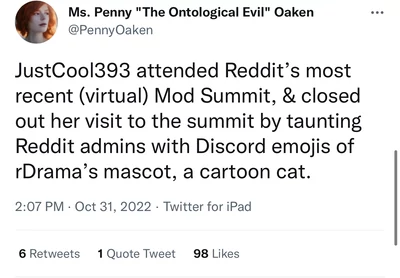 Ms. Penny "The Ontological Evil" Oaken
@PennyOaken
JustCool393 attended Reddit's most
recent (virtual) Mod Summit, & closed
out her visit to the summit by taunting
Reddit admins with Discord emojis of
rDrama's mascot, a cartoon cat.
2:07 PM · Oct 31, 2022 · Twitter for iPad
6 Retweets 1 Quote Tweet 98 Likes